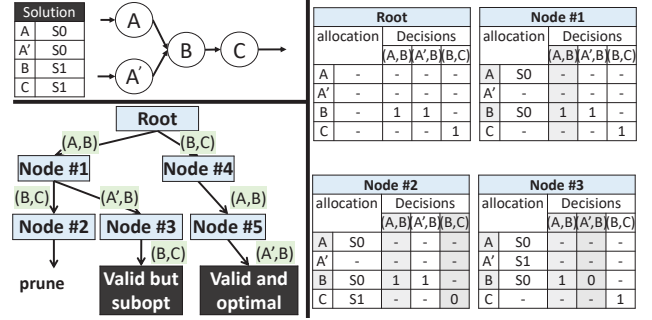 Solution
A S0
A' S0
B S1
C S1
A
A'
B
C
Root
(A,B)
(B,C)
Node #1
Node #4
(B,C)
(A',B)
(A,B)
Node #2
Node #3
Node #5
(B,C)
(A',B)
prune
Valid but
subopt
Valid and
optimal
Root
allocation Decisions
(A,B) (A',B) (B,C)
A - - - -
A' - - - -
B - 1 1 -
C - - - 1
Node #1
allocation Decisions
(A,B) (A',B) (B,C)
A S0 - - -
A' - - - -
B S0 1 1 -
C - - - 1
Node #2
allocation Decisions
(A,B) (A',B) (B,C)
A S0 - - -
A' - - - -
B S0 1 1 -
C S1 - - 0
Node #3
allocation Decisions
(A,B) (A',B) (B,C)
A S0 - - -
A' S1 - - -
B S0 1 0 -
C - - - 1